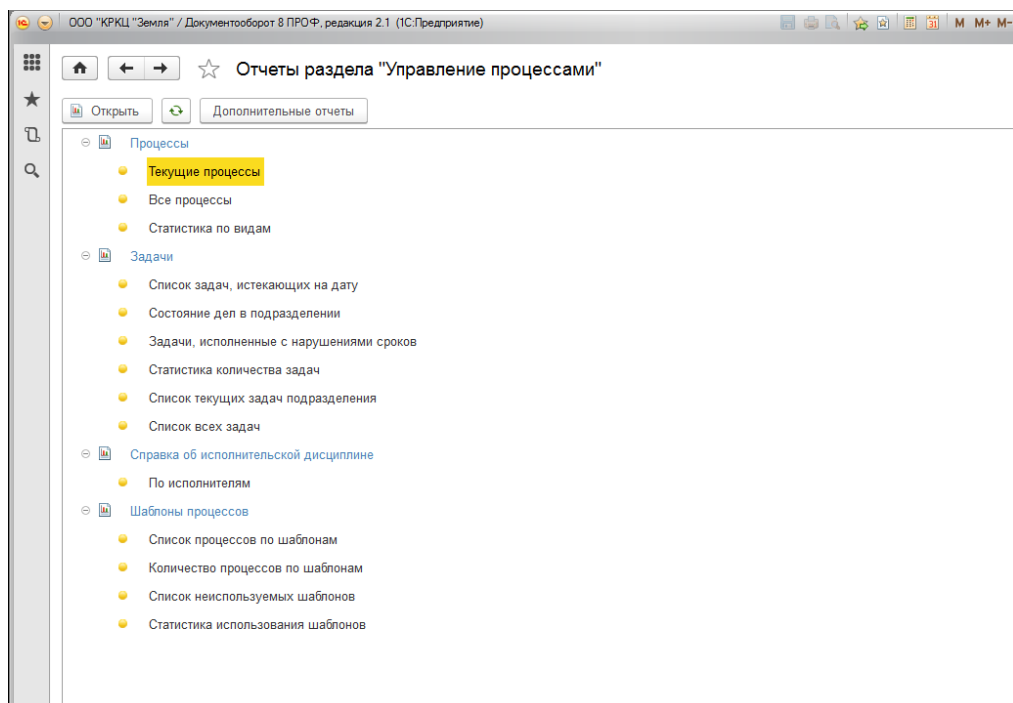 ООО "КРКЦ "Земля" / Документооборот 8 ПРОФ, редакция 2.1 (1С:Предприятие) 31 M M+ M-
Отчеты раздела "Управление процессами"
Открыть Дополнительные отчеты
Процессы
Текущие процессы
Все процессы
Статистика по видам
Задачи
Список задач, истекающих на дату
Состояние дел в подразделении
Задачи, исполненные с нарушениями сроков
Статистика количества задач
Список текущих задач подразделения
Список всех задач
Справка об исполнительской дисциплине
По исполнителям
Шаблоны процессов
Список процессов по шаблонам
Количество процессов по шаблонам
Список неиспользуемых шаблонов
Статистика использования шаблонов